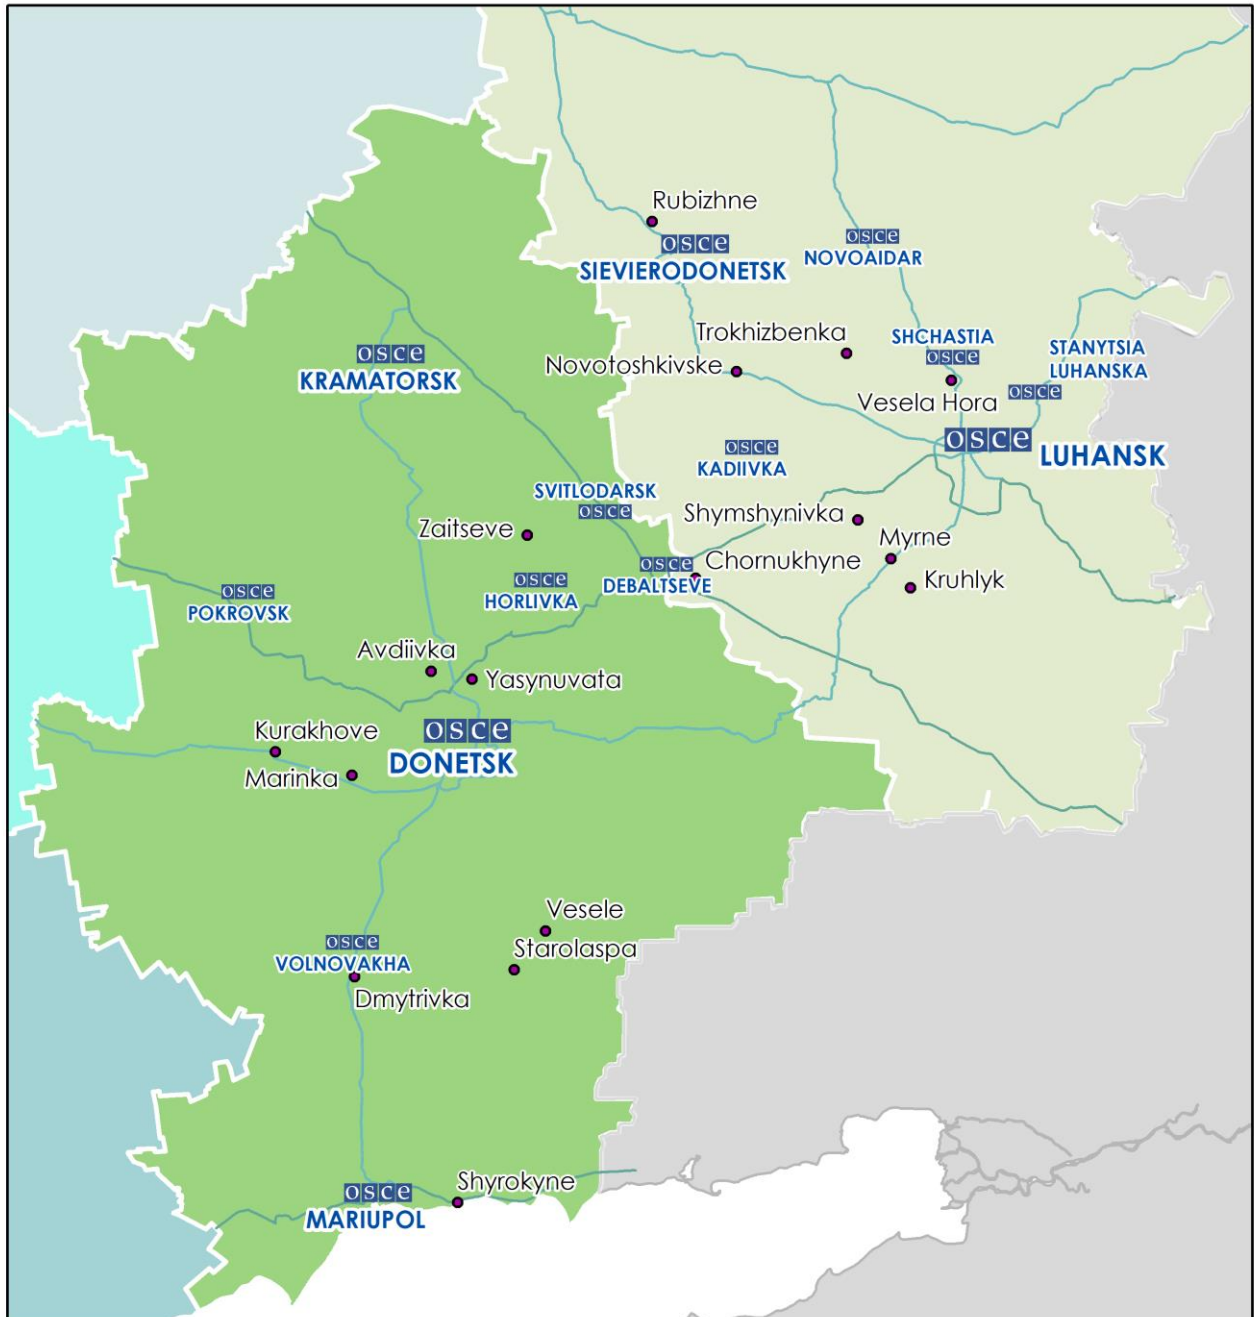 Rubizhne
osce
SIEVIERODONETSK
osce
NOVOAIDAR
Trokhizbenka
SHCHASTIA
osce
STANYTSIA
LUHANSKA
osce
osce
KRAMATORSK
Novotoshkivske
Vesela Hora
osce
LUHANSK
osce
KADIIVKA
SVITLODARSK
osce
Zaitseve
Shymshynivka
Myrne
Chornukhyne
Kruhlyk
osce
DEBALTSEVE
osce
HORLIVKA
osce
POKROVSK
Avdiivka
Yasynuvata
Kurakhove
osce
DONETSK
Marinka
Vesele
osce
VOLNOVAKHA
Starolaspa
Dmytrivka
Shyrokyne
osce
MARIUPOL